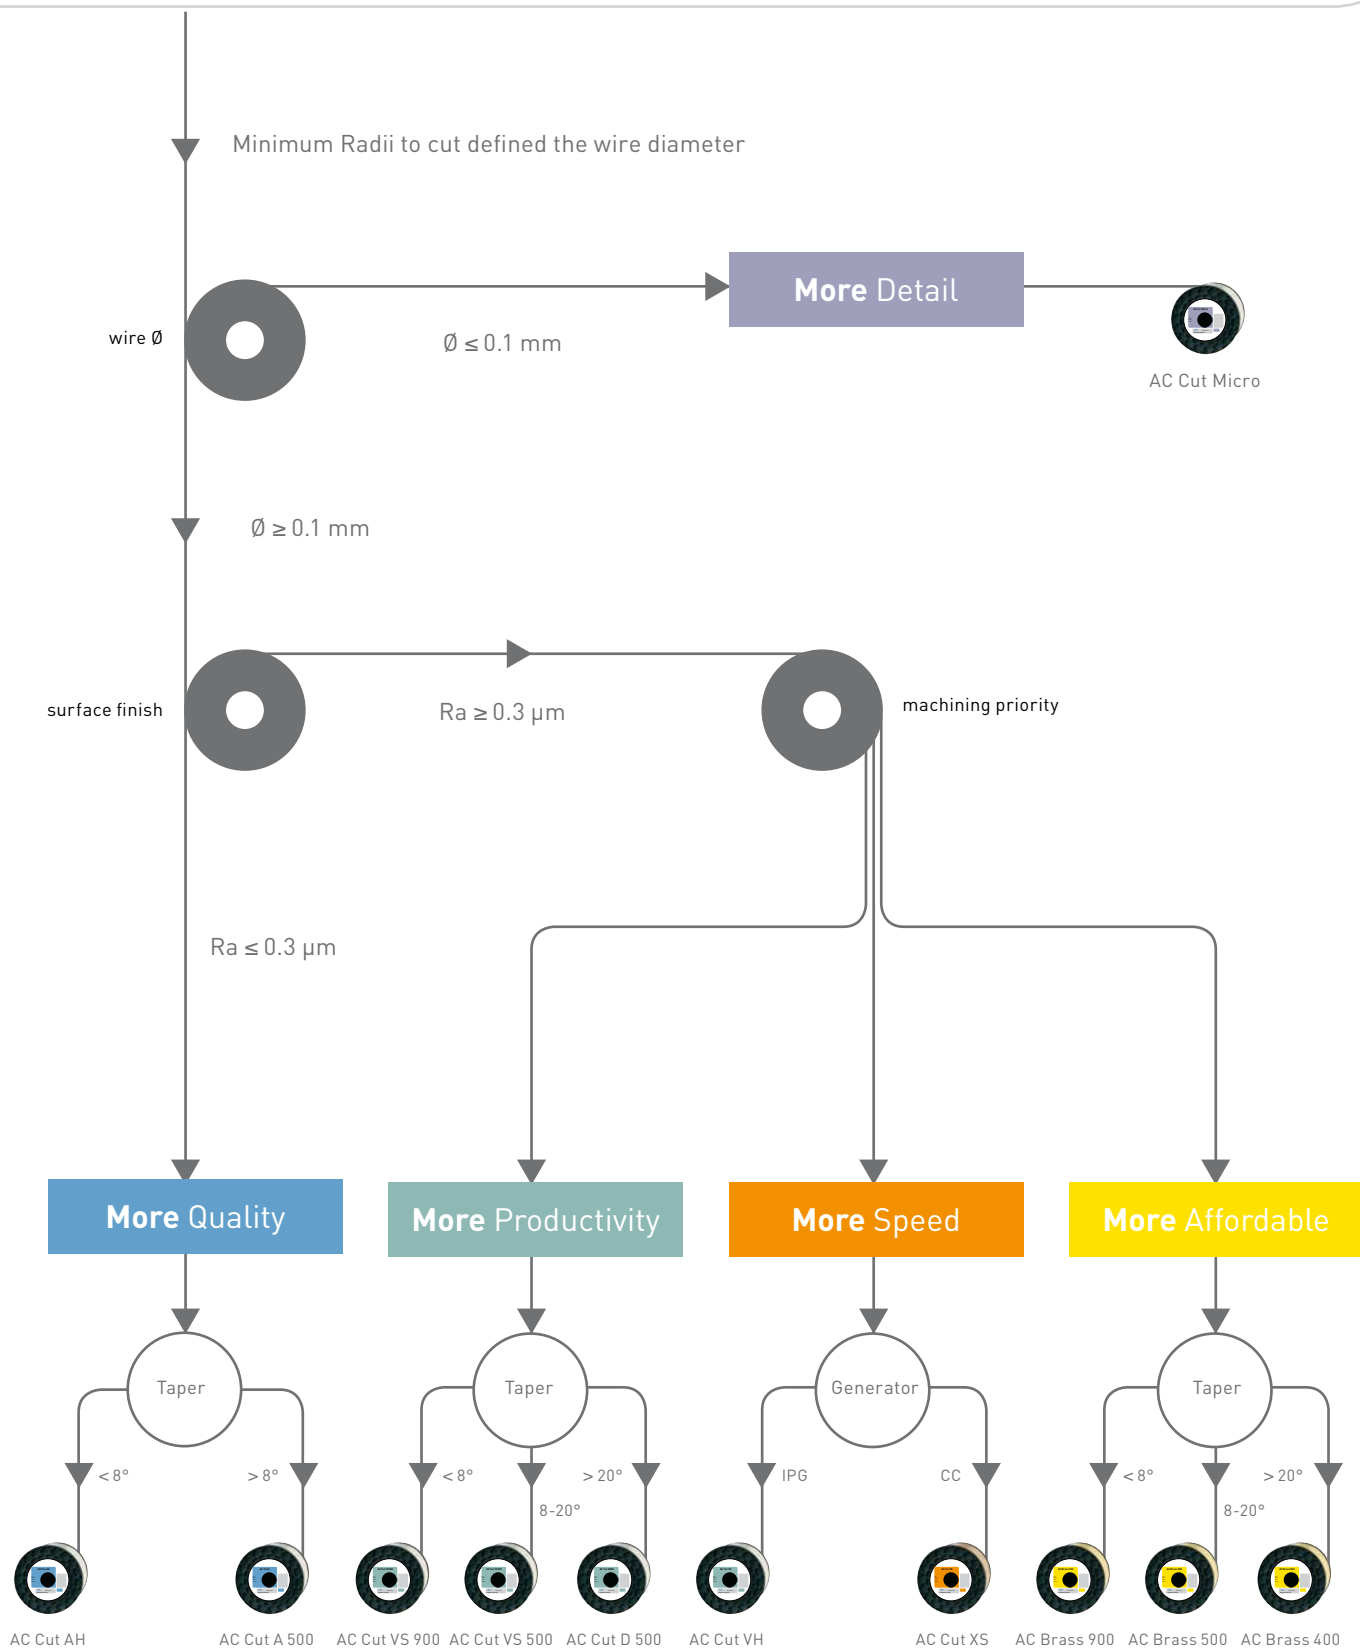 Minimum Radii to cut defined the wire diameter
More Detail
wire Ø
Ø ≤ 0.1 mm
AC Cut Micro
Ø ≥ 0.1 mm
surface finish
Ra ≥ 0.3 µm
machining priority
Ra ≤ 0.3 µm
More Quality
More Productivity
More Speed
More Affordable
Taper
Taper
Generator
Taper
< 8°
> 8°
< 8°
8-20°
> 20°
IPG
CC
< 8°
8-20°
> 20°
AC Cut AH
AC Cut A 500
AC Cut VS 900
AC Cut VS 500
AC Cut D 500
AC Cut VH
AC Cut XS
AC Brass 900
AC Brass 500
AC Brass 400